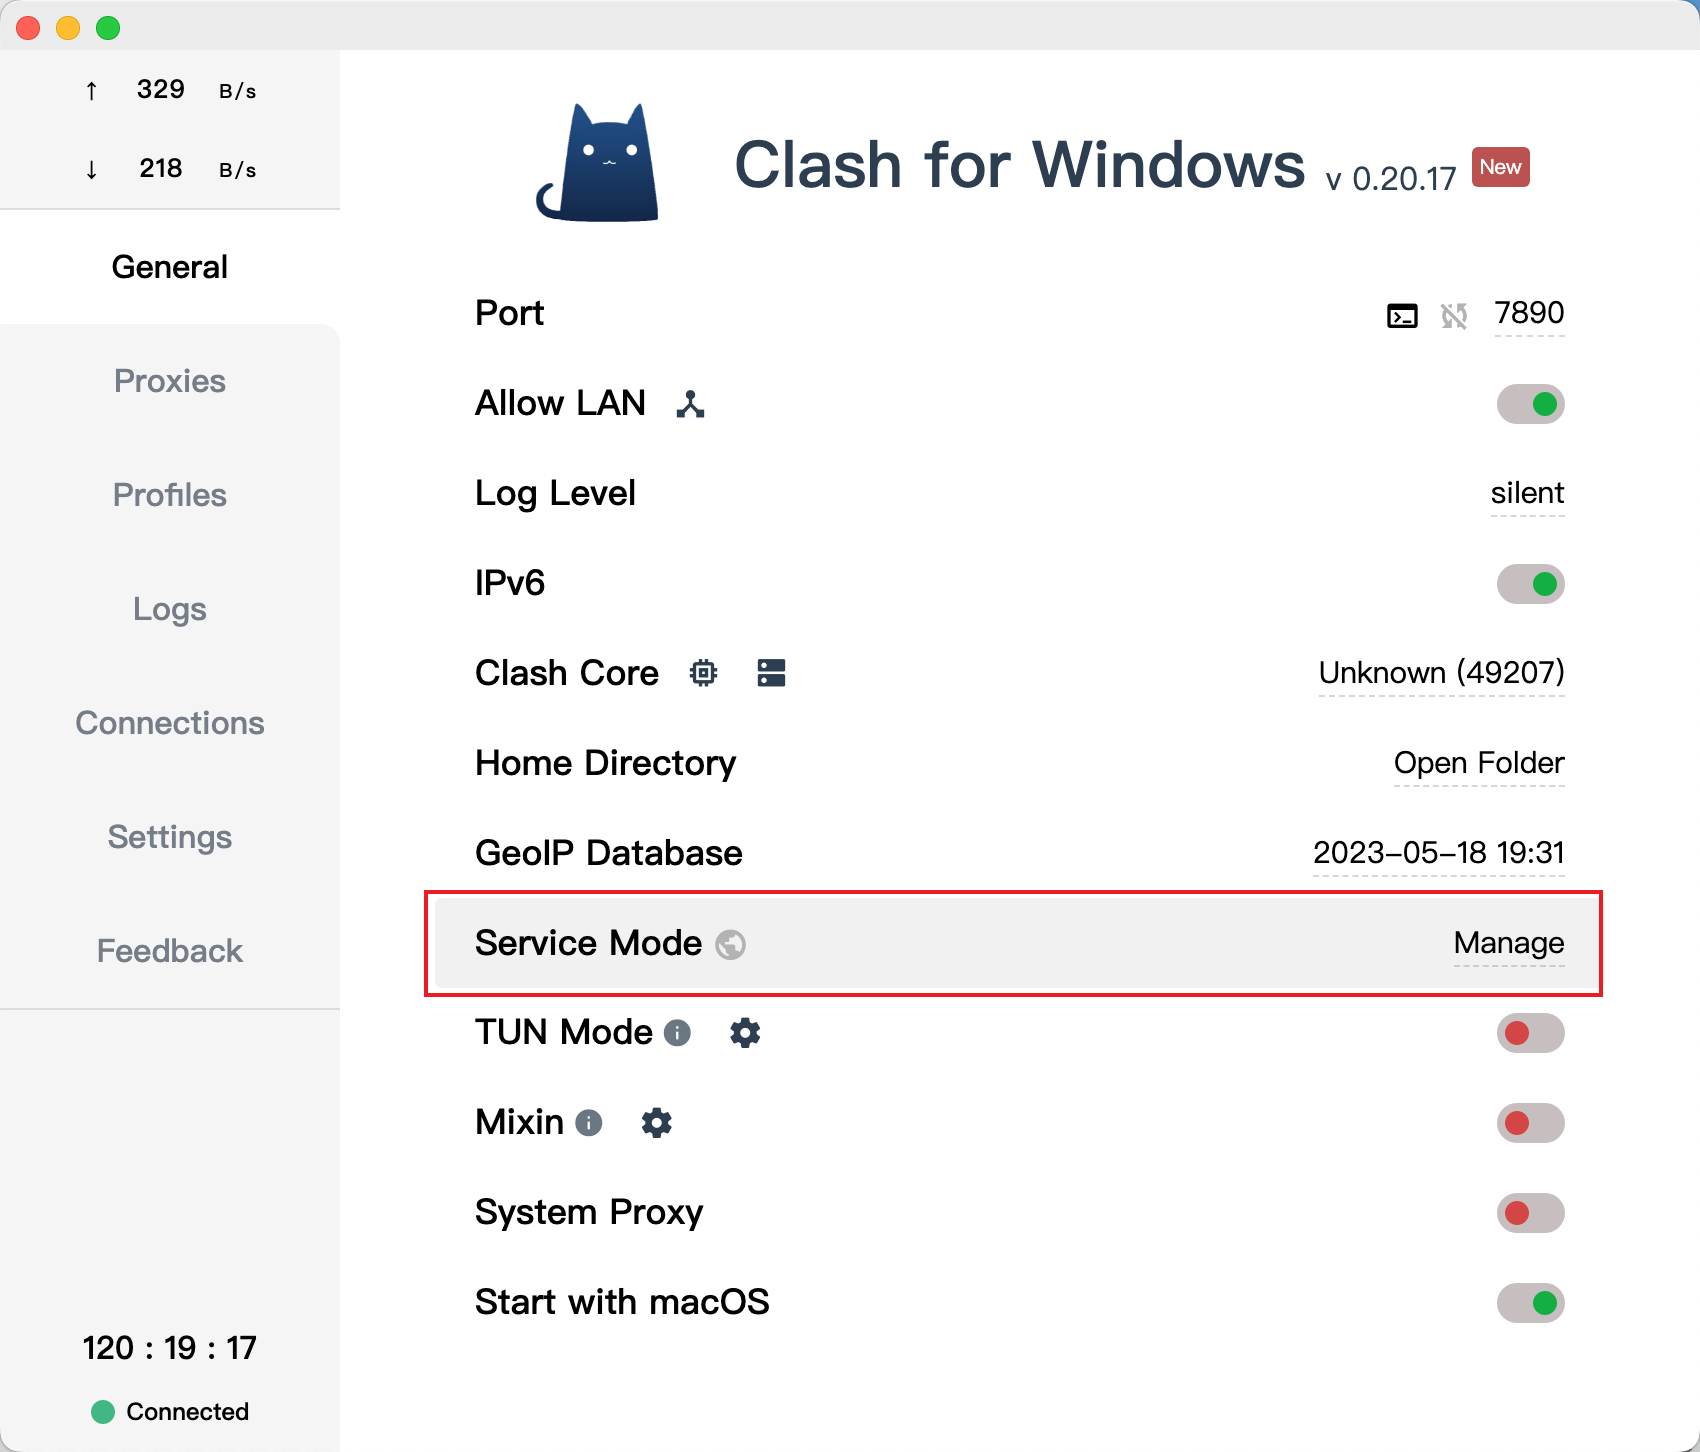 ↑ 329 B/s
↓ 218 B/s
General
Proxies
Profiles
Logs
Connections
Settings
Feedback
120 : 19 : 17
Connected
Clash for Windows v 0.20.17 New
Port 7890
Allow LAN
Log Level silent
IPv6
Clash Core Unknown (49207)
Home Directory Open Folder
GeoIP Database 2023-05-18 19:31
Service Mode Manage
TUN Mode
Mixin
System Proxy
Start with macOS